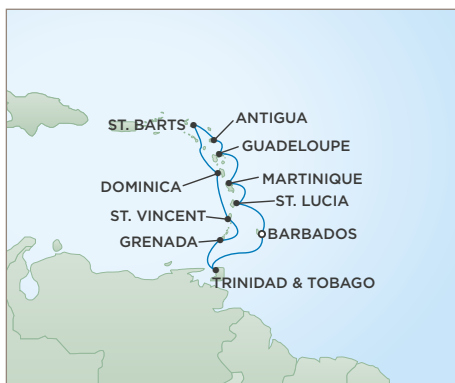 ST. BARTS
ANTIGUA
GUADELOUPE
DOMINICA
MARTINIQUE
ST. LUCIA
ST. VINCENT
BARBADOS
GRENADA
TRINIDAD & TOBAGO